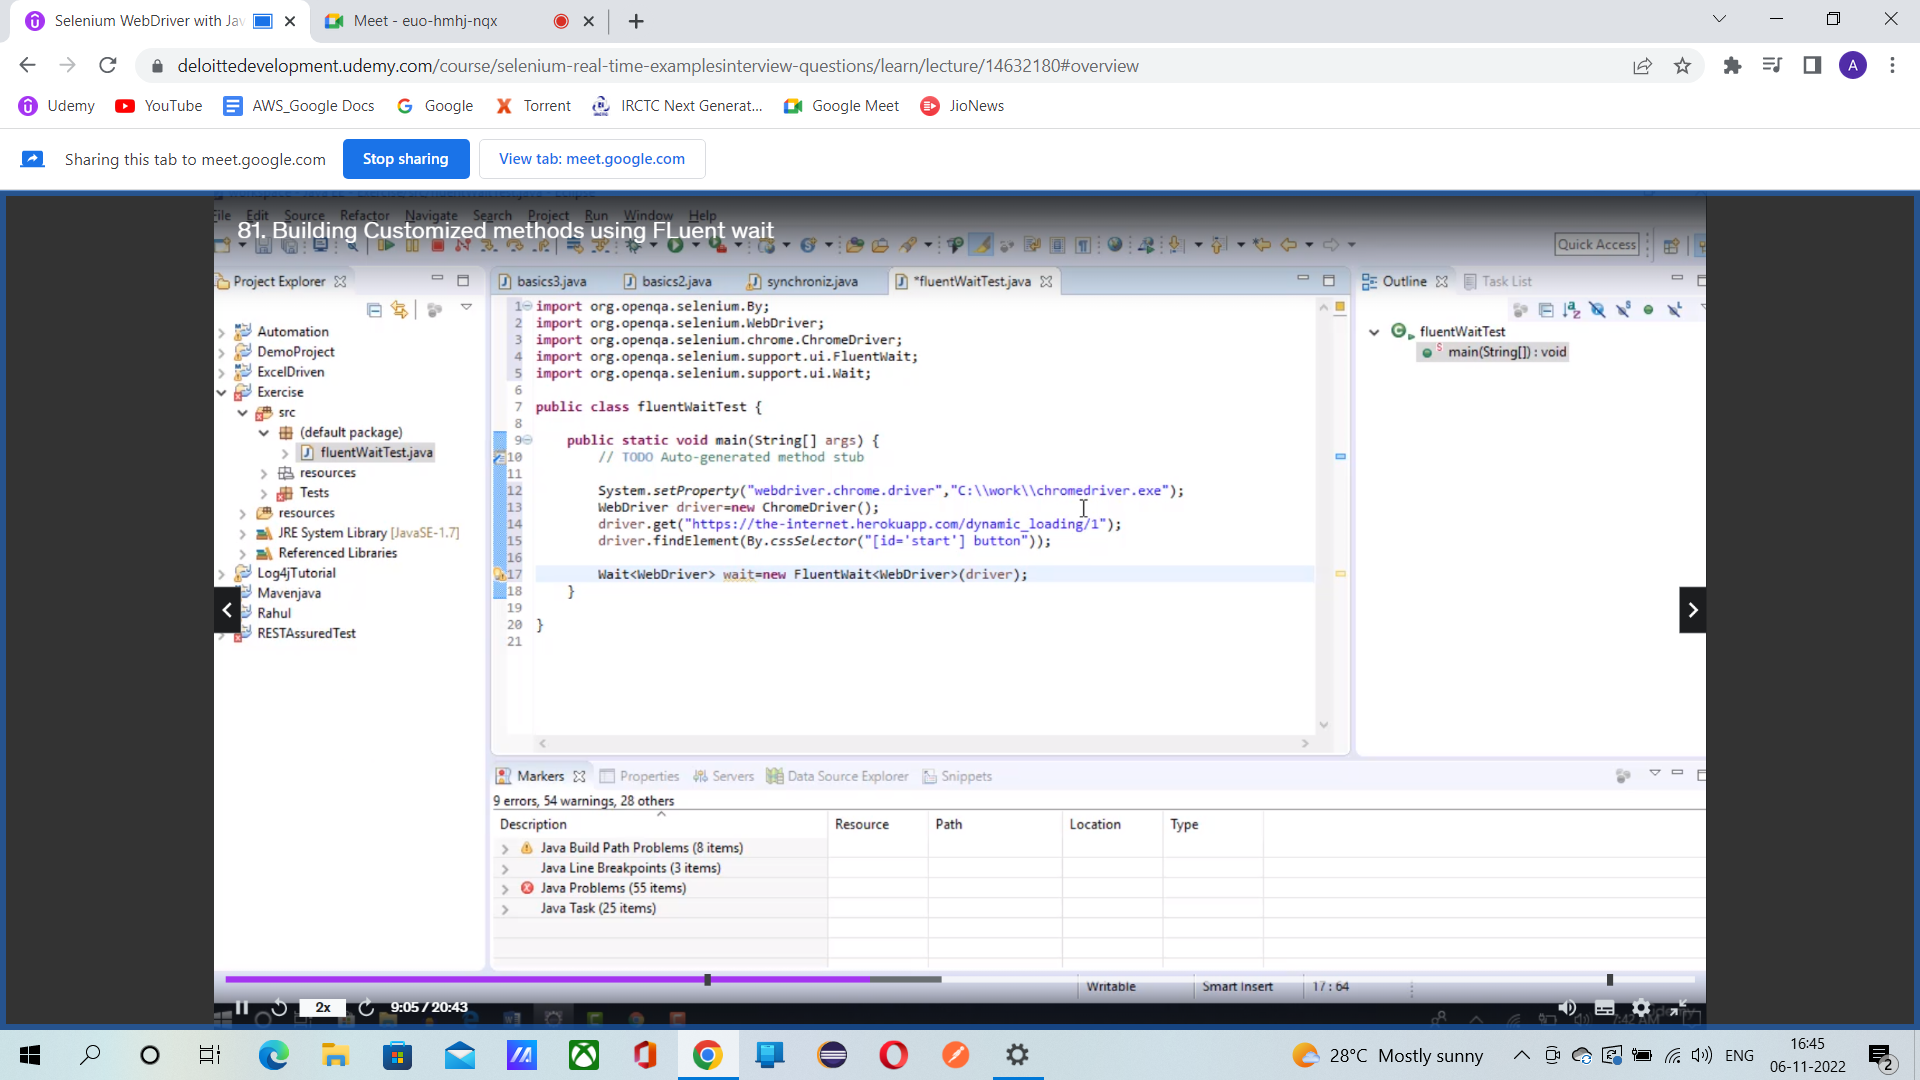 Selenium WebDriver with Jav
Meet - euo-hmhj-nqx
deloittedevelopment.udemy.com/course/selenium-real-time-examplesinterview-questions/learn/lecture/14632180#overview
A
Udemy
YouTube
AWS_Google Docs
Google
Torrent
IRCTC Next Generat...
Google Meet
JioNews
Sharing this tab to meet.google.com
Stop sharing
View tab: meet.google.com
File Edit Source Refactor Navigate Search Project Run Window Help
81. Building Customized methods using FLuent wait
Quick Access
Project Explorer
basics3.java
basics2.java
synchroniz.java
*fluentWaitTest.java
Outline
Task List
Automation
DemoProject
ExcelDriven
Exercise
src
(default package)
fluentWaitTest.java
resources
Tests
resources
JRE System Library [JavaSE-1.7]
Referenced Libraries
Log4jTutorial
Mavenjava
Rahul
RESTAssuredTest
1 import org.openqa.selenium.By;
2 import org.openqa.selenium.WebDriver;
3 import org.openqa.selenium.chrome.ChromeDriver;
4 import org.openqa.selenium.support.ui.FluentWait;
5 import org.openqa.selenium.support.ui.Wait;
6
7 public class fluentWaitTest {
8
9 public static void main(String[] args) {
10 // TODO Auto-generated method stub
11
12 System.setProperty("webdriver.chrome.driver","C:\\work\\chromedriver.exe");
13 WebDriver driver=new ChromeDriver();
14 driver.get("https://the-internet.herokuapp.com/dynamic_loading/1");
15 driver.findElement(By.cssSelector("[id='start'] button"));
16
17 Wait<WebDriver> wait=new FluentWait<WebDriver>(driver);
18 }
19
20 }
21
fluentWaitTest
main(String[]) : void
Markers
Properties
Servers
Data Source Explorer
Snippets
9 errors, 54 warnings, 28 others
Description Resource Path Location Type
Java Build Path Problems (8 items)
Java Line Breakpoints (3 items)
Java Problems (55 items)
Java Task (25 items)
Writable Smart Insert 17 : 64
2x
9:05 / 20:43
28°C Mostly sunny
ENG
16:45
06-11-2022
2